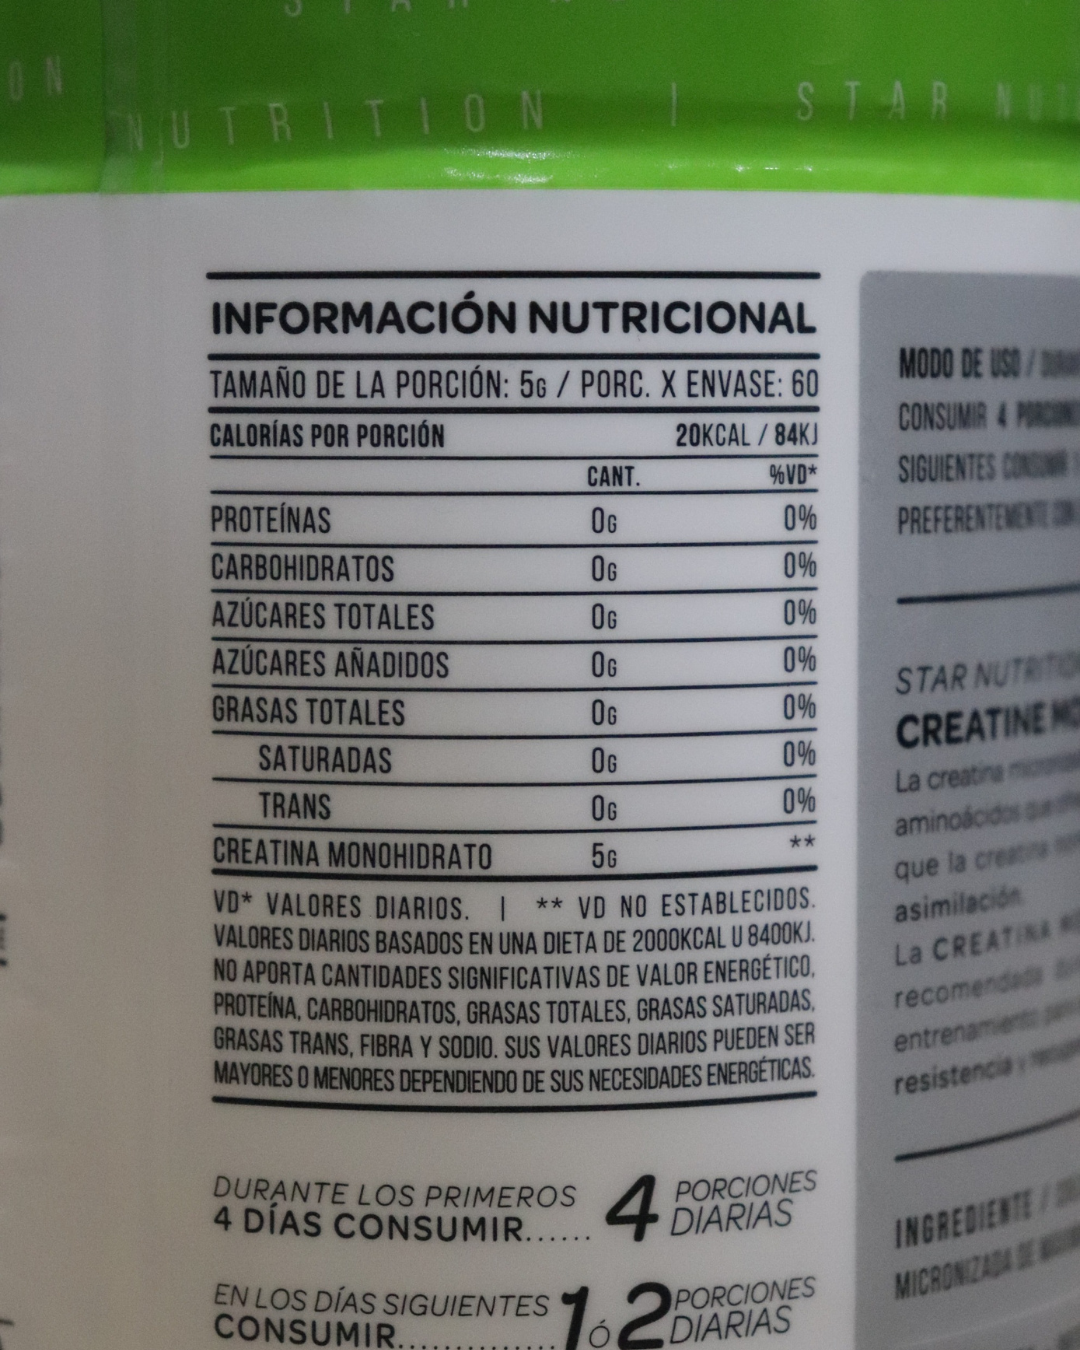 NUTRITION | STAR
INFORMACIÓN NUTRICIONAL
TAMAÑO DE LA PORCIÓN: 5G / PORC. X ENVASE: 60
CALORÍAS POR PORCIÓN 20KCAL / 84KJ
CANT. %VD*
PROTEÍNAS 0G 0%
CARBOHIDRATOS 0G 0%
AZÚCARES TOTALES 0G 0%
AZÚCARES AÑADIDOS 0G 0%
GRASAS TOTALES 0G 0%
SATURADAS 0G 0%
TRANS 0G 0%
CREATINA MONOHIDRATO 5G **
VD* VALORES DIARIOS. | ** VD NO ESTABLECIDOS.
VALORES DIARIOS BASADOS EN UNA DIETA DE 2000KCAL U 8400KJ.
NO APORTA CANTIDADES SIGNIFICATIVAS DE VALOR ENERGÉTICO,
PROTEÍNA, CARBOHIDRATOS, GRASAS TOTALES, GRASAS SATURADAS,
GRASAS TRANS, FIBRA Y SODIO. SUS VALORES DIARIOS PUEDEN SER
MAYORES O MENORES DEPENDIENDO DE SUS NECESIDADES ENERGÉTICAS.
DURANTE LOS PRIMEROS
4 DÍAS CONSUMIR...... 4 PORCIONES
DIARIAS
EN LOS DÍAS SIGUIENTES
CONSUMIR.............. 1 ó 2 PORCIONES
DIARIAS
MODO DE USO /
CONSUMIR 4
SIGUIENTES
PREFERENTEMENTE
STAR NUTRITION
CREATINE
La creatina
aminoácidos que
que la creatina
asimilación.
La CREATINA
recomendada
entrenamiento
resistencia y
INGREDIENTE /
MICRONIZADA DE